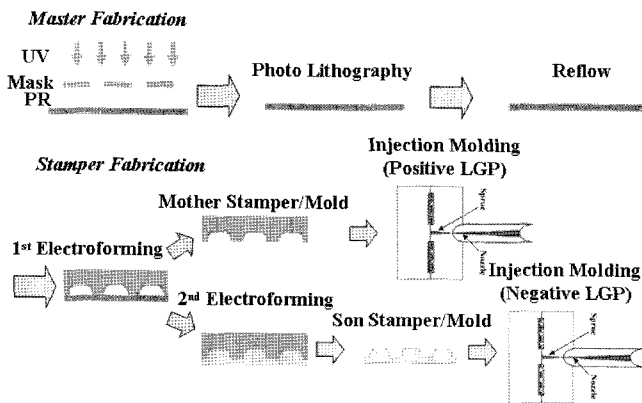 Master Fabrication
UV
Mask
PR
Photo Lithography
Reflow
Stamper Fabrication
Injection Molding
(Positive LGP)
Mother Stamper/Mold
Sprue
Nozzle
1st Electroforming
2nd Electroforming
Injection Molding
(Negative LGP)
Son Stamper/Mold
Sprue
Nozzle